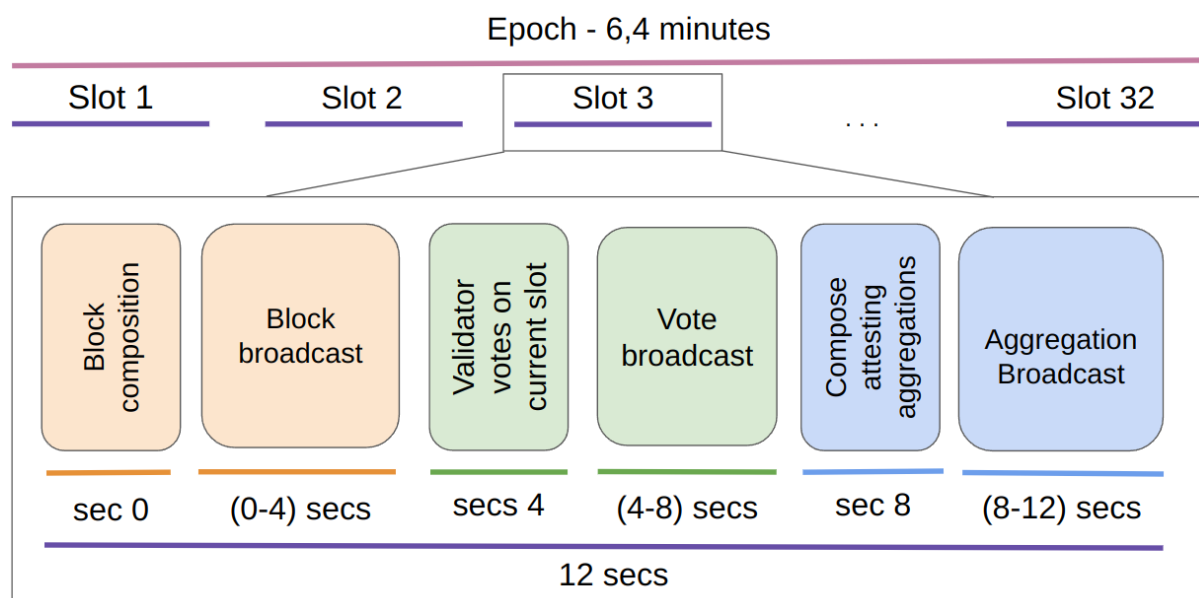 Epoch - 6,4 minutes
Slot 1
Slot 2
Slot 3
. . .
Slot 32
Block
composition
Block
broadcast
Validator
votes on
current slot
Vote
broadcast
Compose
attesting
aggregations
Aggregation
Broadcast
sec 0
(0-4) secs
secs 4
(4-8) secs
sec 8
(8-12) secs
12 secs